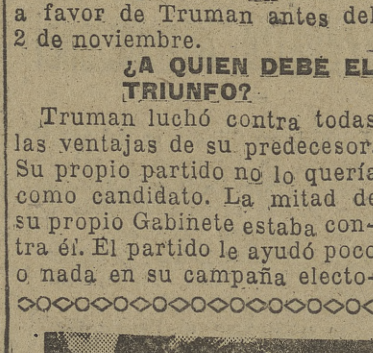 a favor de Truman antes del
2 de noviembre.
¿A QUIEN DEBE EL
TRIUNFO?
Truman luchó contra todas
las ventajas de su predecesor.
Su propio partido no lo quería
como candidato. La mitad de
su propio Gabinete estaba con-
tra él. El partido le ayudó poco
o nada en su campaña electo-